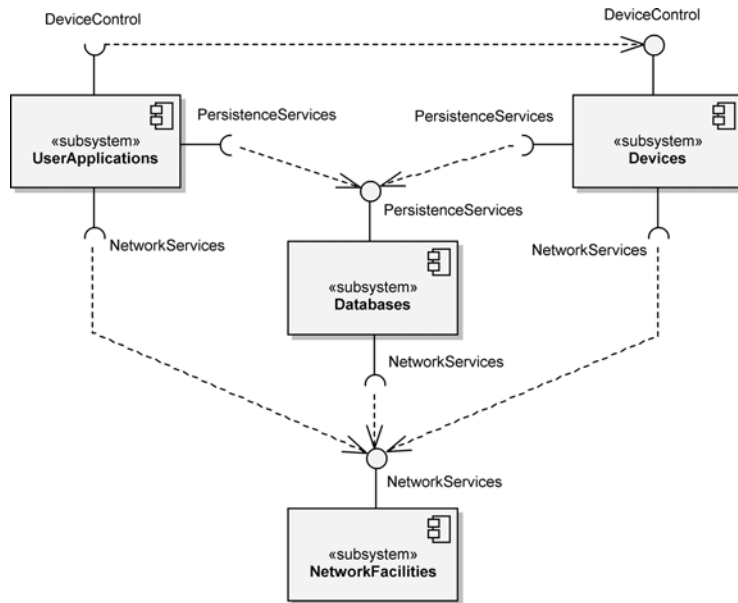 DeviceControl
DeviceControl
«subsystem»
UserApplications
PersistenceServices
PersistenceServices
«subsystem»
Devices
PersistenceServices
NetworkServices
NetworkServices
«subsystem»
Databases
NetworkServices
NetworkServices
«subsystem»
NetworkFacilities